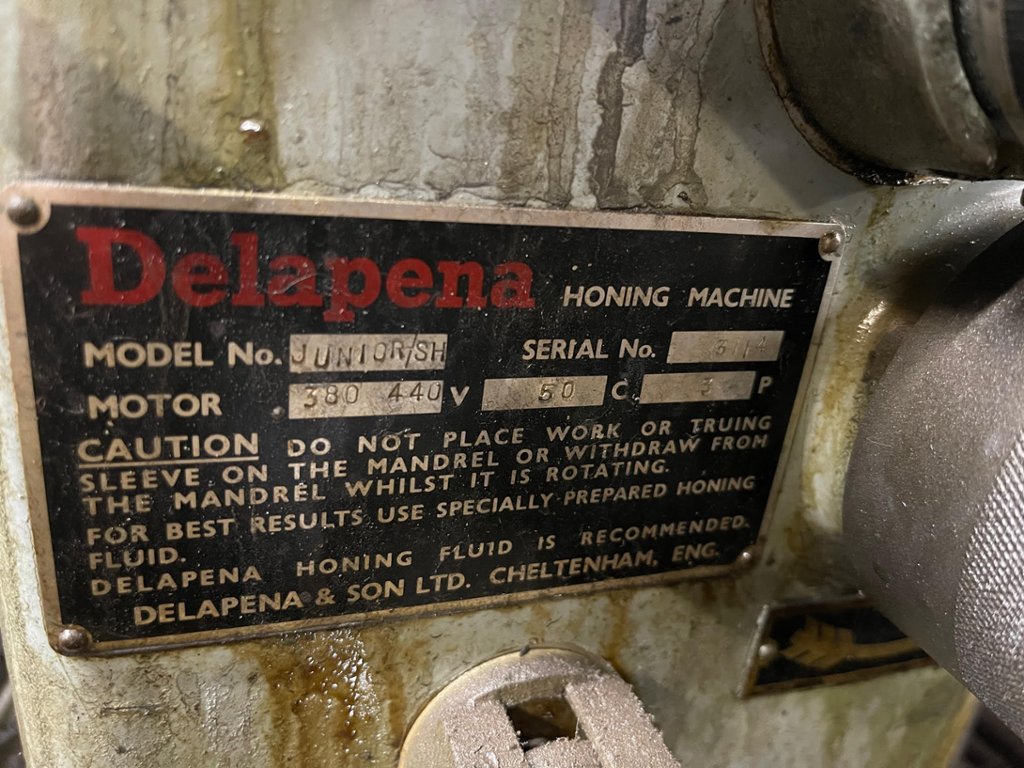 Delapena HONING MACHINE
MODEL No. JUNIOR/SH SERIAL No.
MOTOR 380 440 V 50 C. 3 P
CAUTION DO NOT PLACE WORK OR TRUING
SLEEVE ON THE MANDREL OR WITHDRAW FROM
THE MANDREL WHILST IT IS ROTATING.
FOR BEST RESULTS USE SPECIALLY PREPARED HONING
FLUID.
DELAPENA HONING FLUID IS RECOMMENDED.
DELAPENA & SON LTD. CHELTENHAM, ENG.